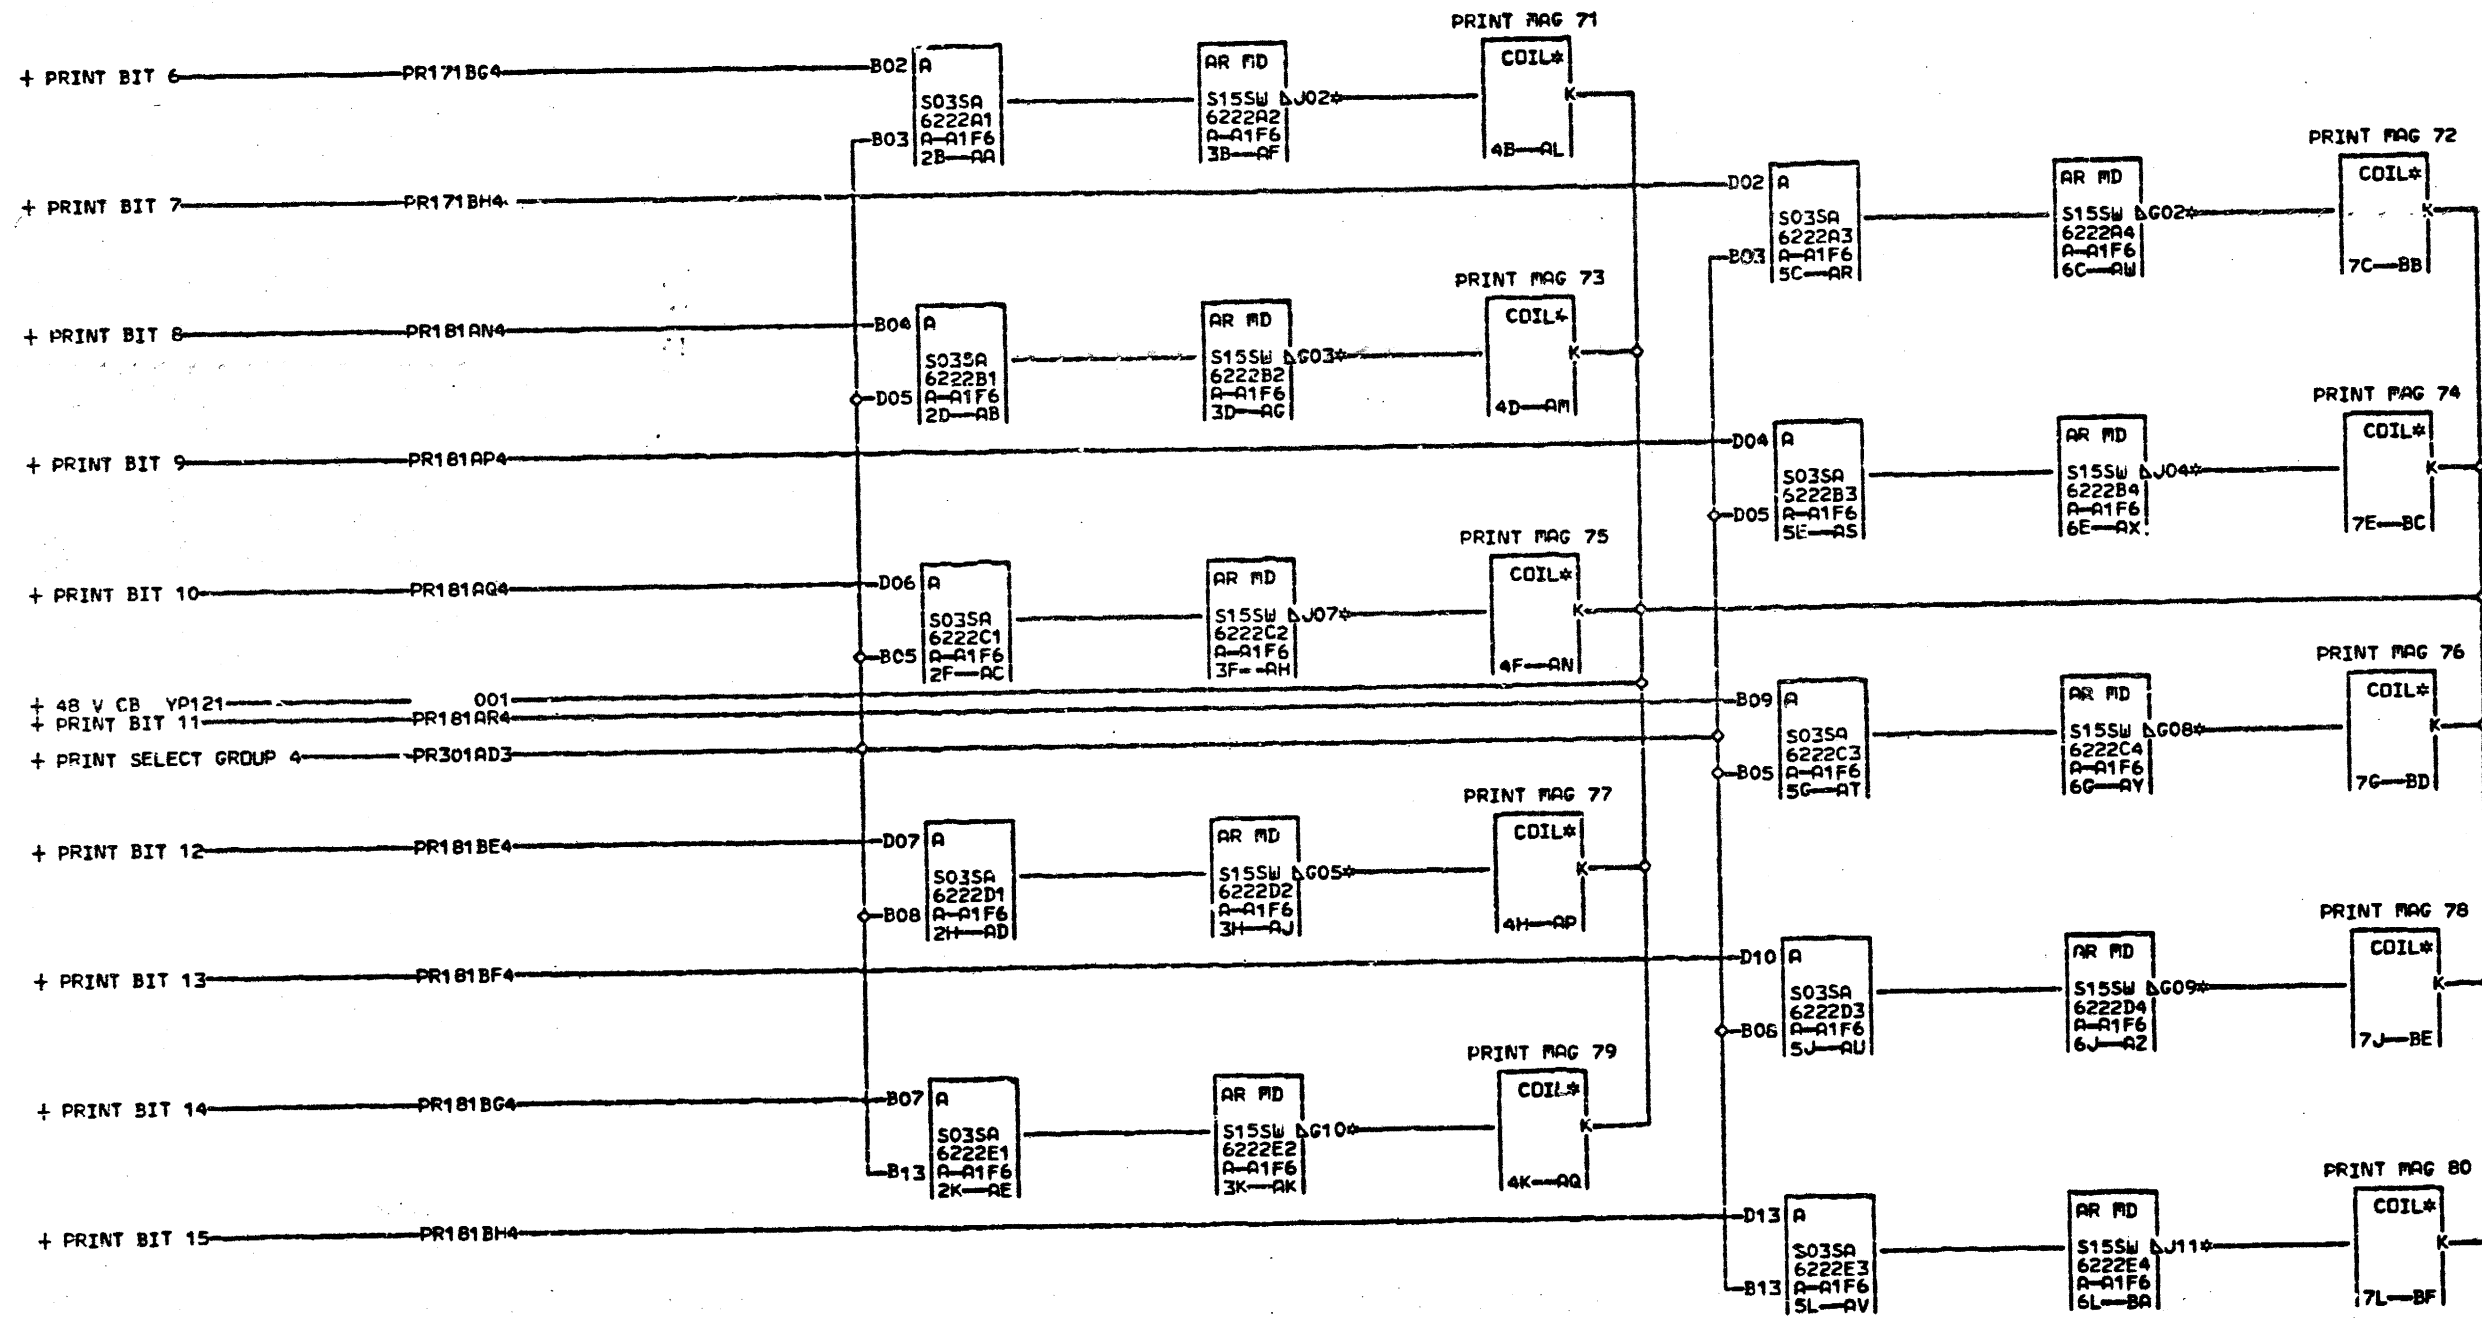 PRINT MAG 71
+ PRINT BIT 6 PR171BG4 B02 A AR MD COIL*
S03SA S15SW J02* K
6222A1 6222A2
B03 A-A1F6 A-A1F6
2B-AA 3B-AF 4B-AL
PRINT MAG 72
+ PRINT BIT 7 PR171BH4 D02 A AR MD COIL*
S03SA S15SW G02* K
6222A3 6222A4
B03 A-A1F6 A-A1F6
5C-AR 6C-AW 7C-BB
PRINT MAG 73
+ PRINT BIT 8 PR181AN4 B04 A AR MD COIL*
S03SA S15SW G03* K
6222B1 6222B2
D05 A-A1F6 A-A1F6
2D-AB 3D-AG 4D-AM
PRINT MAG 74
+ PRINT BIT 9 PR181AP4 D04 A AR MD COIL*
S03SA S15SW J04* K
6222B3 6222B4
D05 A-A1F6 A-A1F6
5E-AS 6E-AX 7E-BC
PRINT MAG 75
+ PRINT BIT 10 PR181AQ4 D06 A AR MD COIL*
S03SA S15SW J07* K
6222C1 6222C2
B05 A-A1F6 A-A1F6
2F-AC 3F--AH 4F-AN
+ 48 V CB YP121 001
PRINT MAG 76
+ PRINT BIT 11 PR181AR4 B09 A AR MD COIL*
S03SA S15SW G08* K
6222C3 6222C4
B05 A-A1F6 A-A1F6
5G-AT 6G-AY 7G-BD
+ PRINT SELECT GROUP 4 PR301AD3
PRINT MAG 77
+ PRINT BIT 12 PR181BE4 D07 A AR MD COIL*
S03SA S15SW G05* K
6222D1 6222D2
B08 A-A1F6 A-A1F6
2H-AD 3H-AJ 4H-AP
PRINT MAG 78
+ PRINT BIT 13 PR181BF4 D10 A AR MD COIL*
S03SA S15SW G09* K
6222D3 6222D4
A-A1F6 A-A1F6
5J-AU 6J-AZ 7J-BE
PRINT MAG 79
+ PRINT BIT 14 PR181BG4 B07 A AR MD COIL*
S03SA S15SW G10* K
6222E1 6222E2
B13 A-A1F6 A-A1F6
2K-AE 3K-AK 4K-AQ
PRINT MAG 80
+ PRINT BIT 15 PR181BH4 D13 A AR MD COIL*
S03SA S15SW J11* K
6222E3 6222E4
B13 A-A1F6 A-A1F6
5L-AV 6L-BA 7L-BF